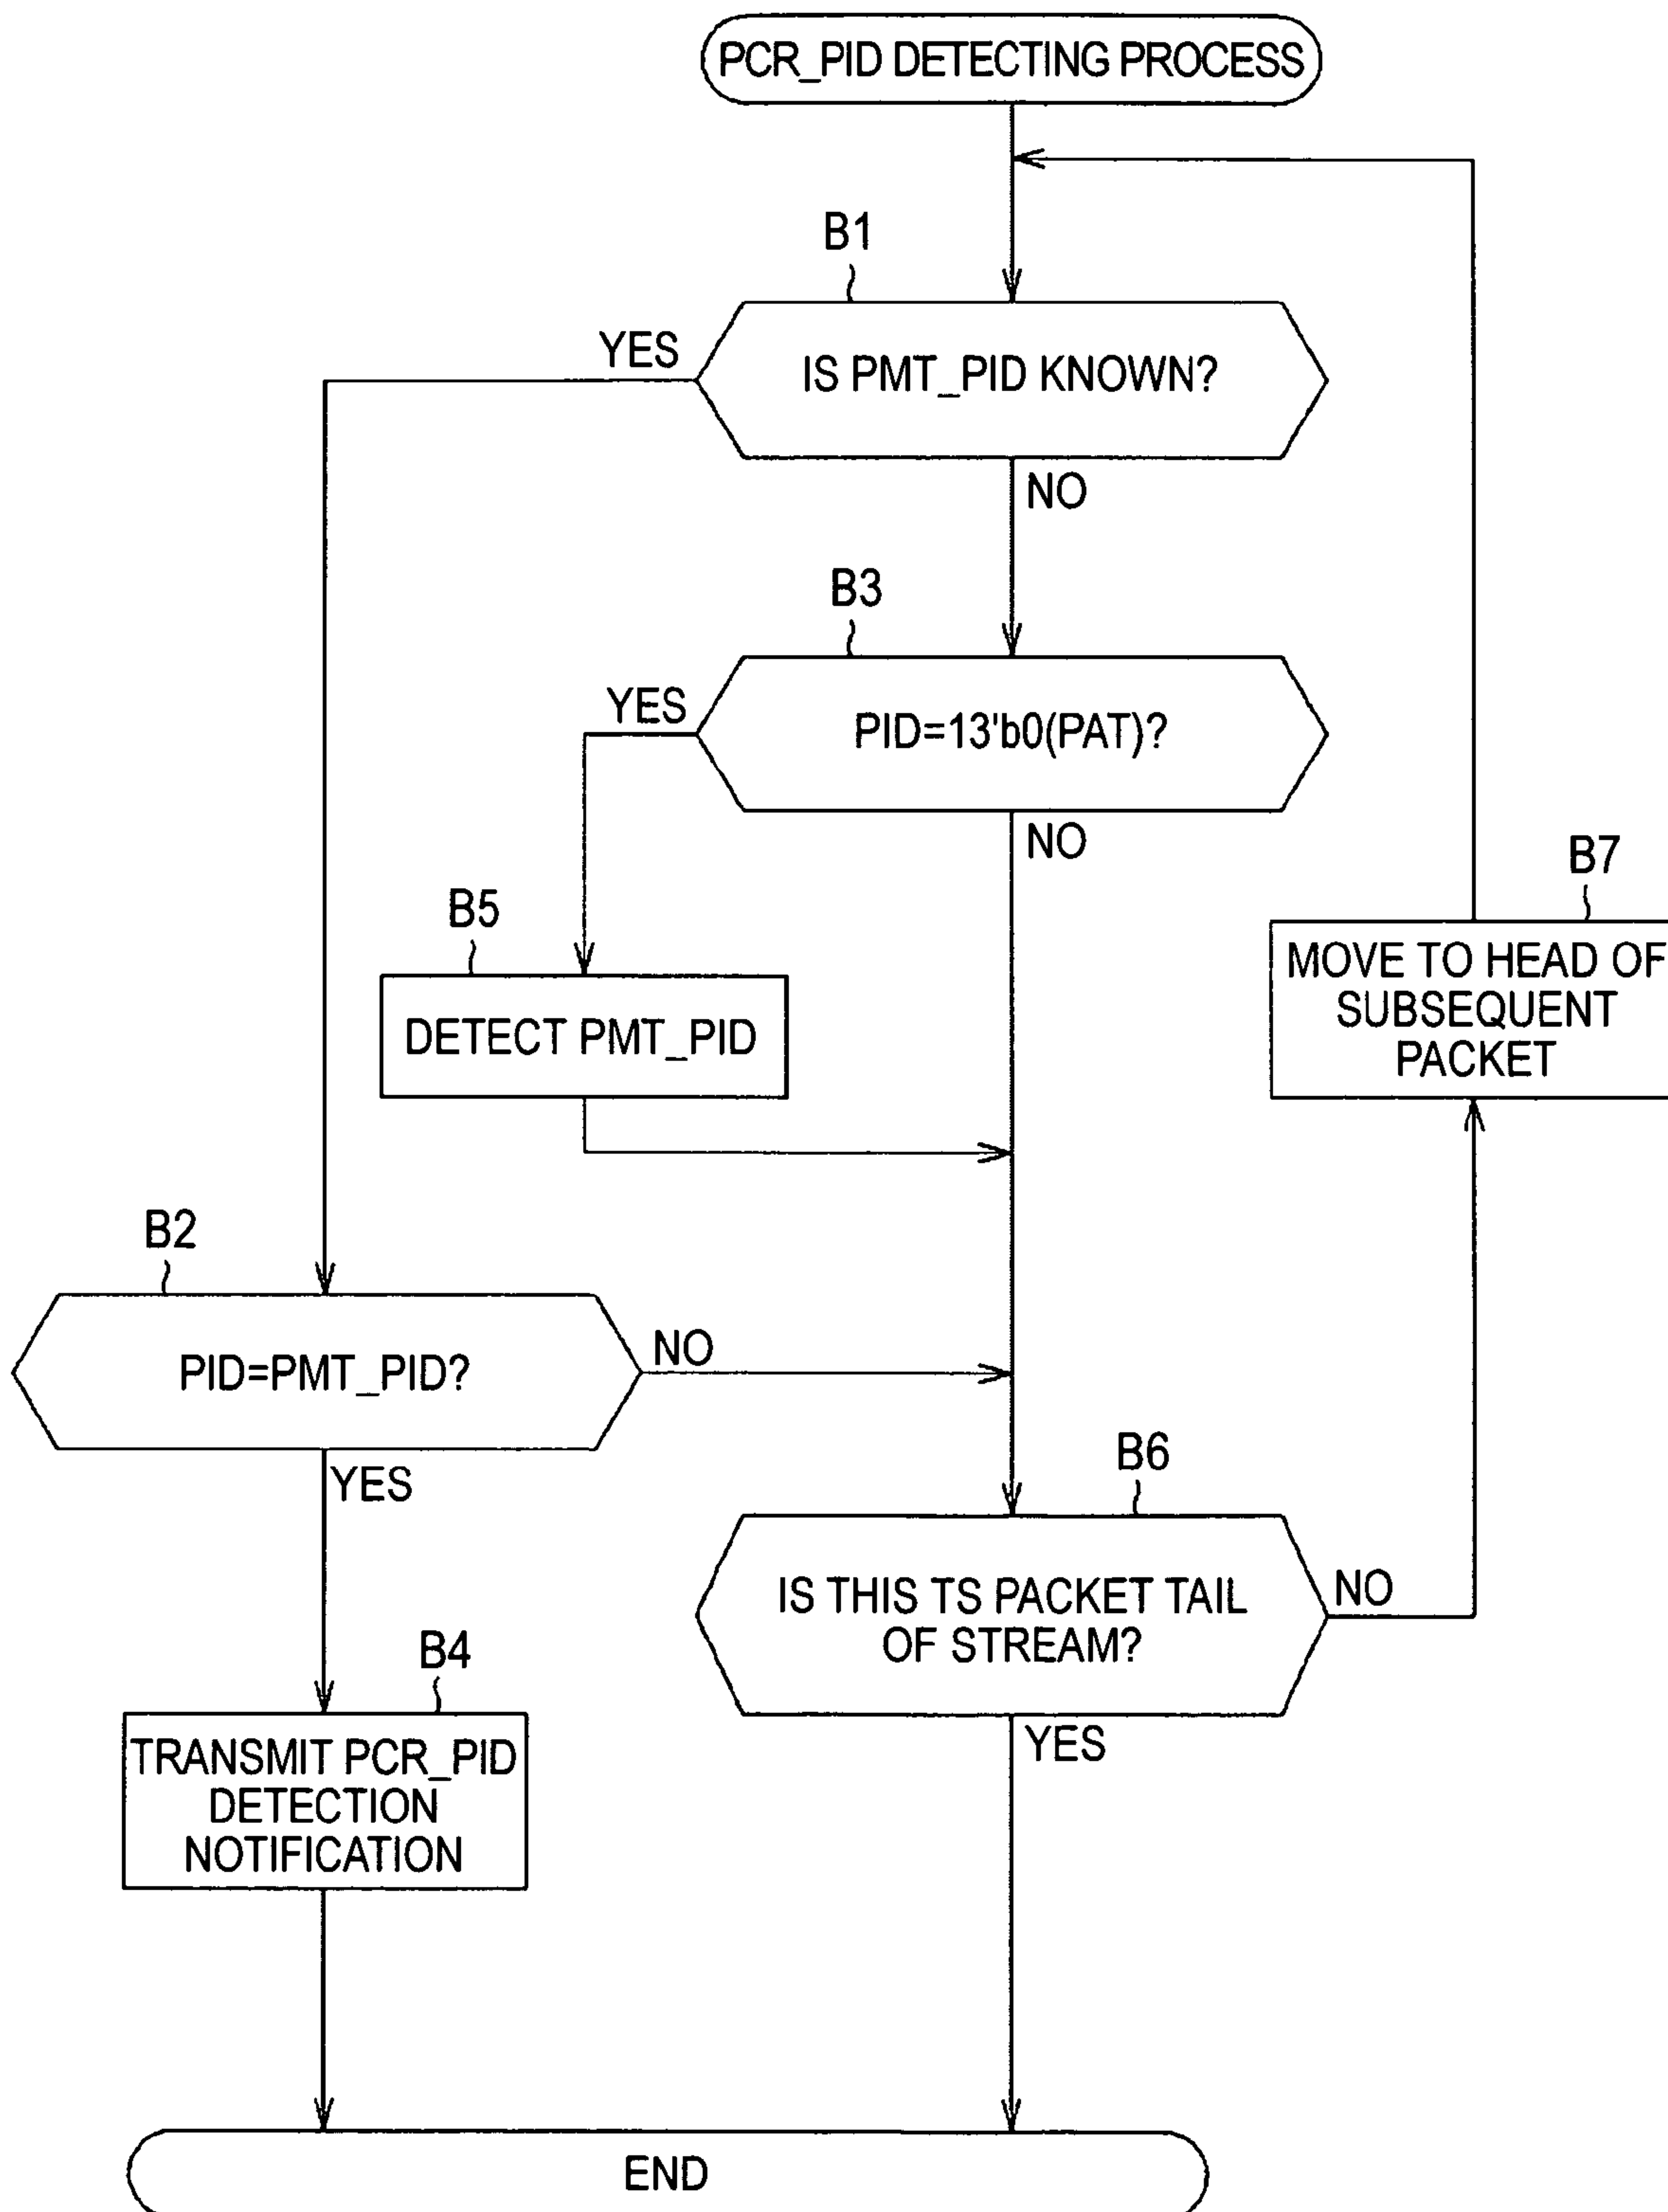 PCR_PID DETECTING PROCESS
B1
YES
IS PMT_PID KNOWN?
NO
B3
YES
PID=13'b0(PAT)?
NO
B7
MOVE TO HEAD OF
SUBSEQUENT
PACKET
B5
DETECT PMT_PID
B2
PID=PMT_PID?
NO
YES
B6
IS THIS TS PACKET TAIL
OF STREAM?
NO
YES
B4
TRANSMIT PCR_PID
DETECTION
NOTIFICATION
END